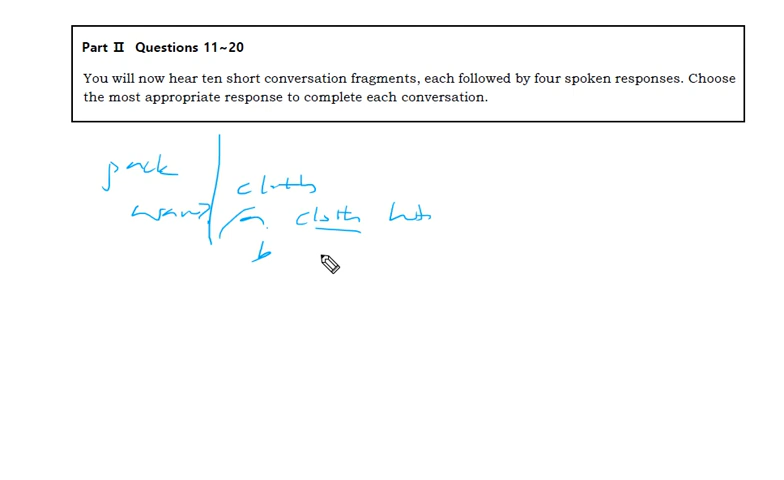 Part Ⅱ Questions 11~20
You will now hear ten short conversation fragments, each followed by four spoken responses. Choose
the most appropriate response to complete each conversation.
pack
cloths
cloth